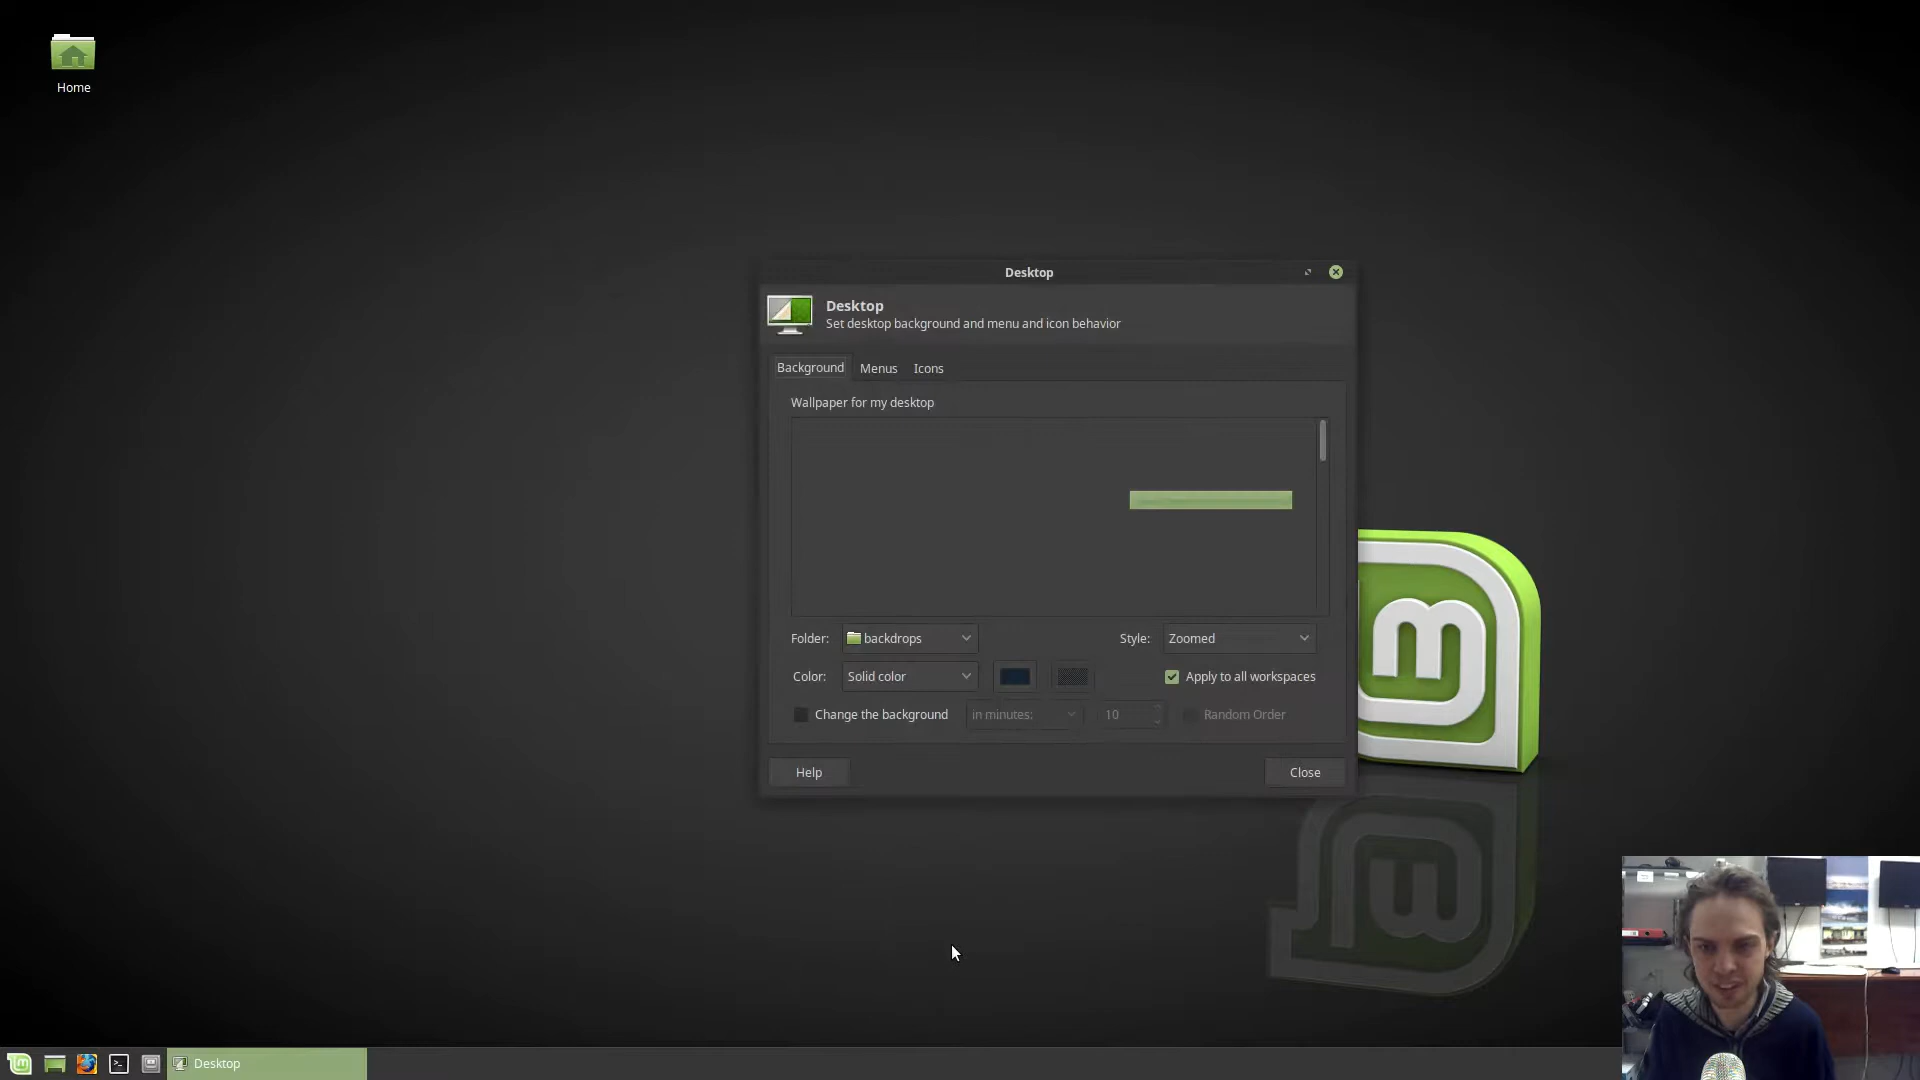 Home
Desktop
Desktop
Set desktop background and menu and icon behavior
Background Menus Icons
Wallpaper for my desktop
Folder: backdrops Style: Zoomed
Color: Solid color Apply to all workspaces
Change the background in minutes: 10 Random Order
Help Close
Desktop